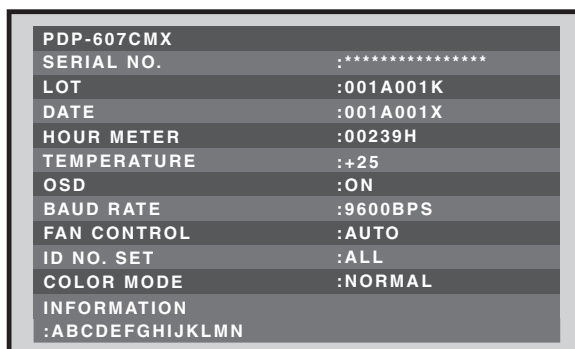 PDP-607CMX
SERIAL NO. :****************
LOT :001A001K
DATE :001A001X
HOUR METER :00239H
TEMPERATURE :+25
OSD :ON
BAUD RATE :9600BPS
FAN CONTROL :AUTO
ID NO. SET :ALL
COLOR MODE :NORMAL
INFORMATION
:ABCDEFGHIJKLMN